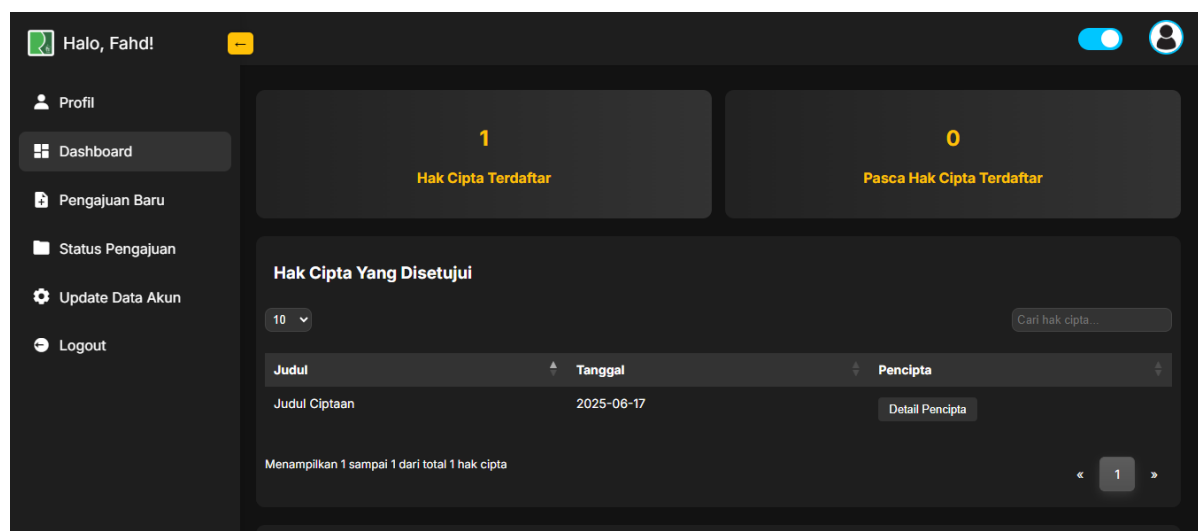 Halo, Fahd!
←
Profil
Dashboard
Pengajuan Baru
Status Pengajuan
Update Data Akun
Logout
1
Hak Cipta Terdaftar
0
Pasca Hak Cipta Terdaftar
Hak Cipta Yang Disetujui
10
Cari hak cipta...
Judul Tanggal Pencipta
Judul Ciptaan 2025-06-17 Detail Pencipta
Menampilkan 1 sampai 1 dari total 1 hak cipta
« 1 »